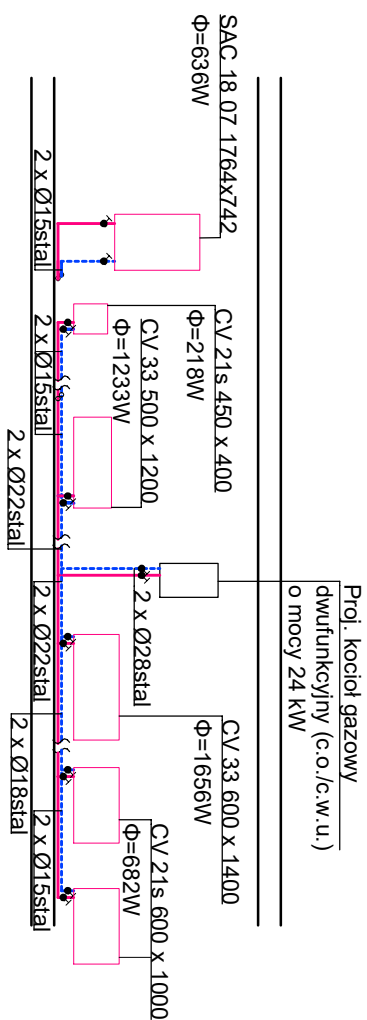 SAC 18 07 1764x742
Φ=636W
CV 21s 450 x 400
Φ=218W
CV 33 500 x 1200
Φ=1233W
Proj. kocioł gazowy
dwufunkcyjny (c.o./c.w.u.)
o mocy 24 kW
2 x Ø28stal
CV 33 600 x 1400
Φ=1656W
CV 21s 600 x 1000
Φ=682W
2 x Ø15stal
2 x Ø15stal
2 x Ø22stal
2 x Ø22stal
2 x Ø18stal
2 x Ø15stal